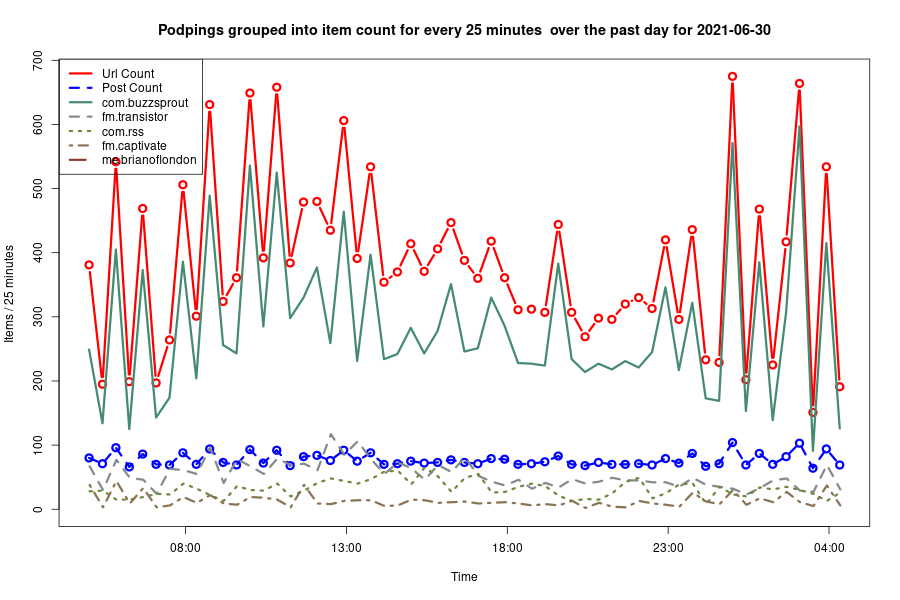 Podpings grouped into item count for every 25 minutes  over the past day for 2021-06-30
700
600
500
400
300
200
100
0
Items / 25 minutes
Url Count
Post Count
com.buzzsprout
fm.transistor
com.rss
fm.captivate
me.brianoflondon
08:00
13:00
18:00
23:00
04:00
Time